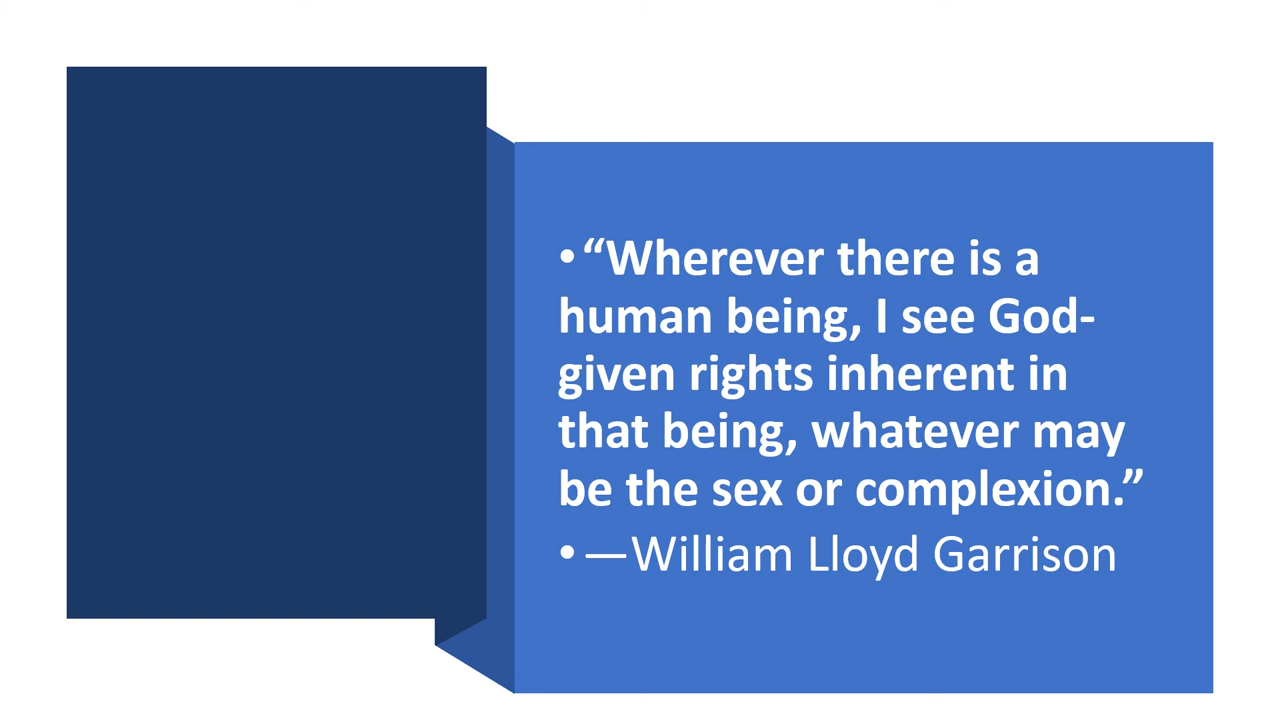 •“Wherever there is a
human being, I see God-
given rights inherent in
that being, whatever may
be the sex or complexion.”
•—William Lloyd Garrison